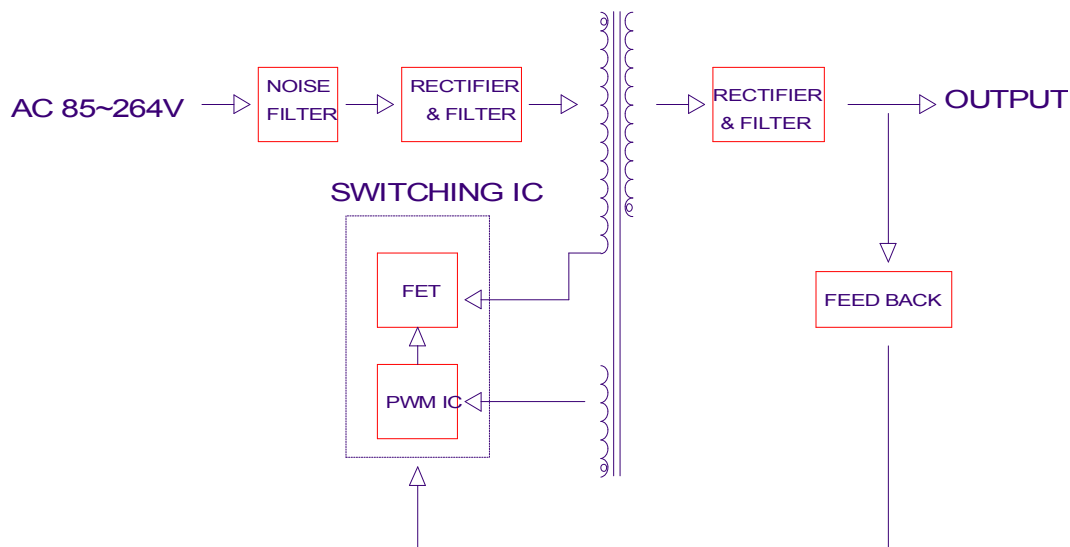 AC 85~264V
NOISE
FILTER
RECTIFIER
& FILTER
RECTIFIER
& FILTER
OUTPUT
SWITCHING IC
FET
FEED BACK
PWM IC